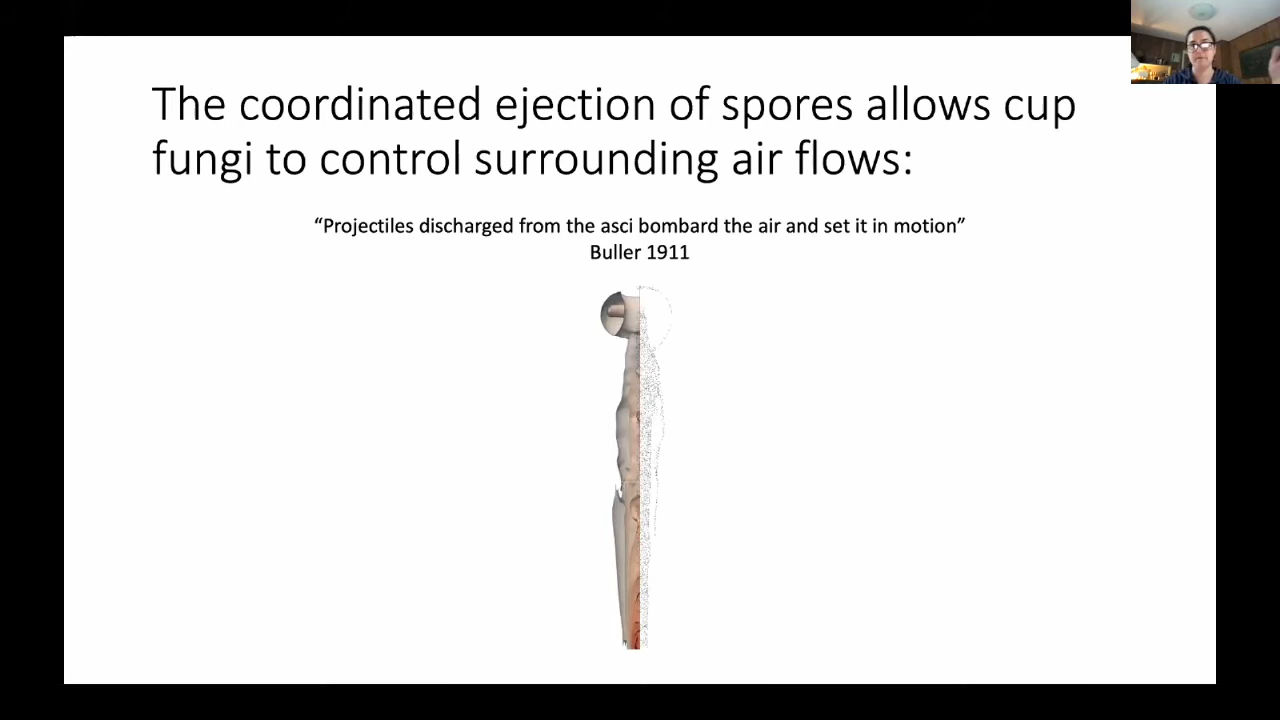 The coordinated ejection of spores allows cup
fungi to control surrounding air flows:
“Projectiles discharged from the asci bombard the air and set it in motion”
Buller 1911